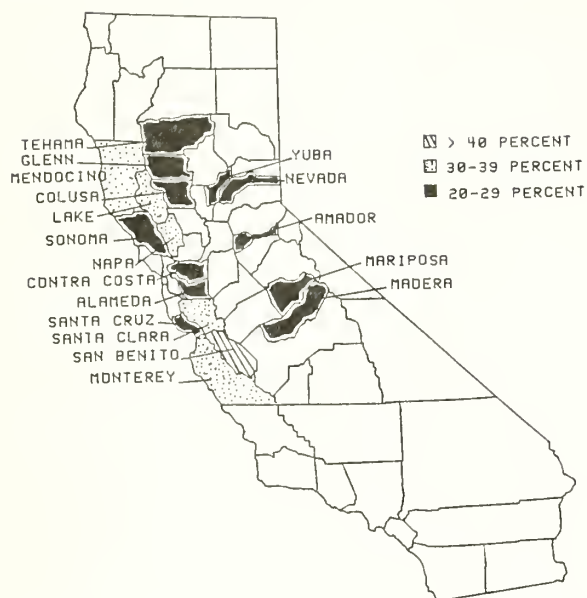 TEHAMA
GLENN
MENDOCINO
COLUSA
LAKE
SONOMA
NAPA
CONTRA COSTA
ALAMEDA
SANTA CRUZ
SANTA CLARA
SAN BENITO
MONTEREY
YUBA
NEVADA
AMADOR
MARIPOSA
MADERA
> 40 PERCENT
30-39 PERCENT
20-29 PERCENT